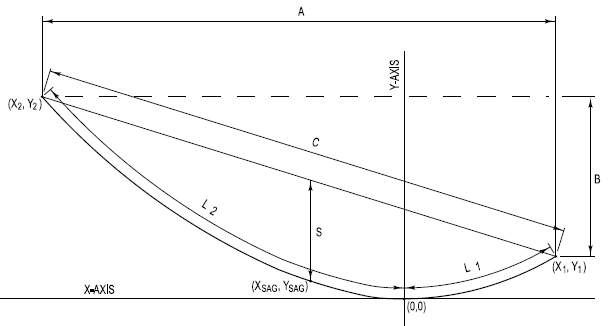 A
Y-AXIS
(X2, Y2)
C
B
L 2
S
L 1
(X1, Y1)
X-AXIS
(XSAG, YSAG)
(0,0)